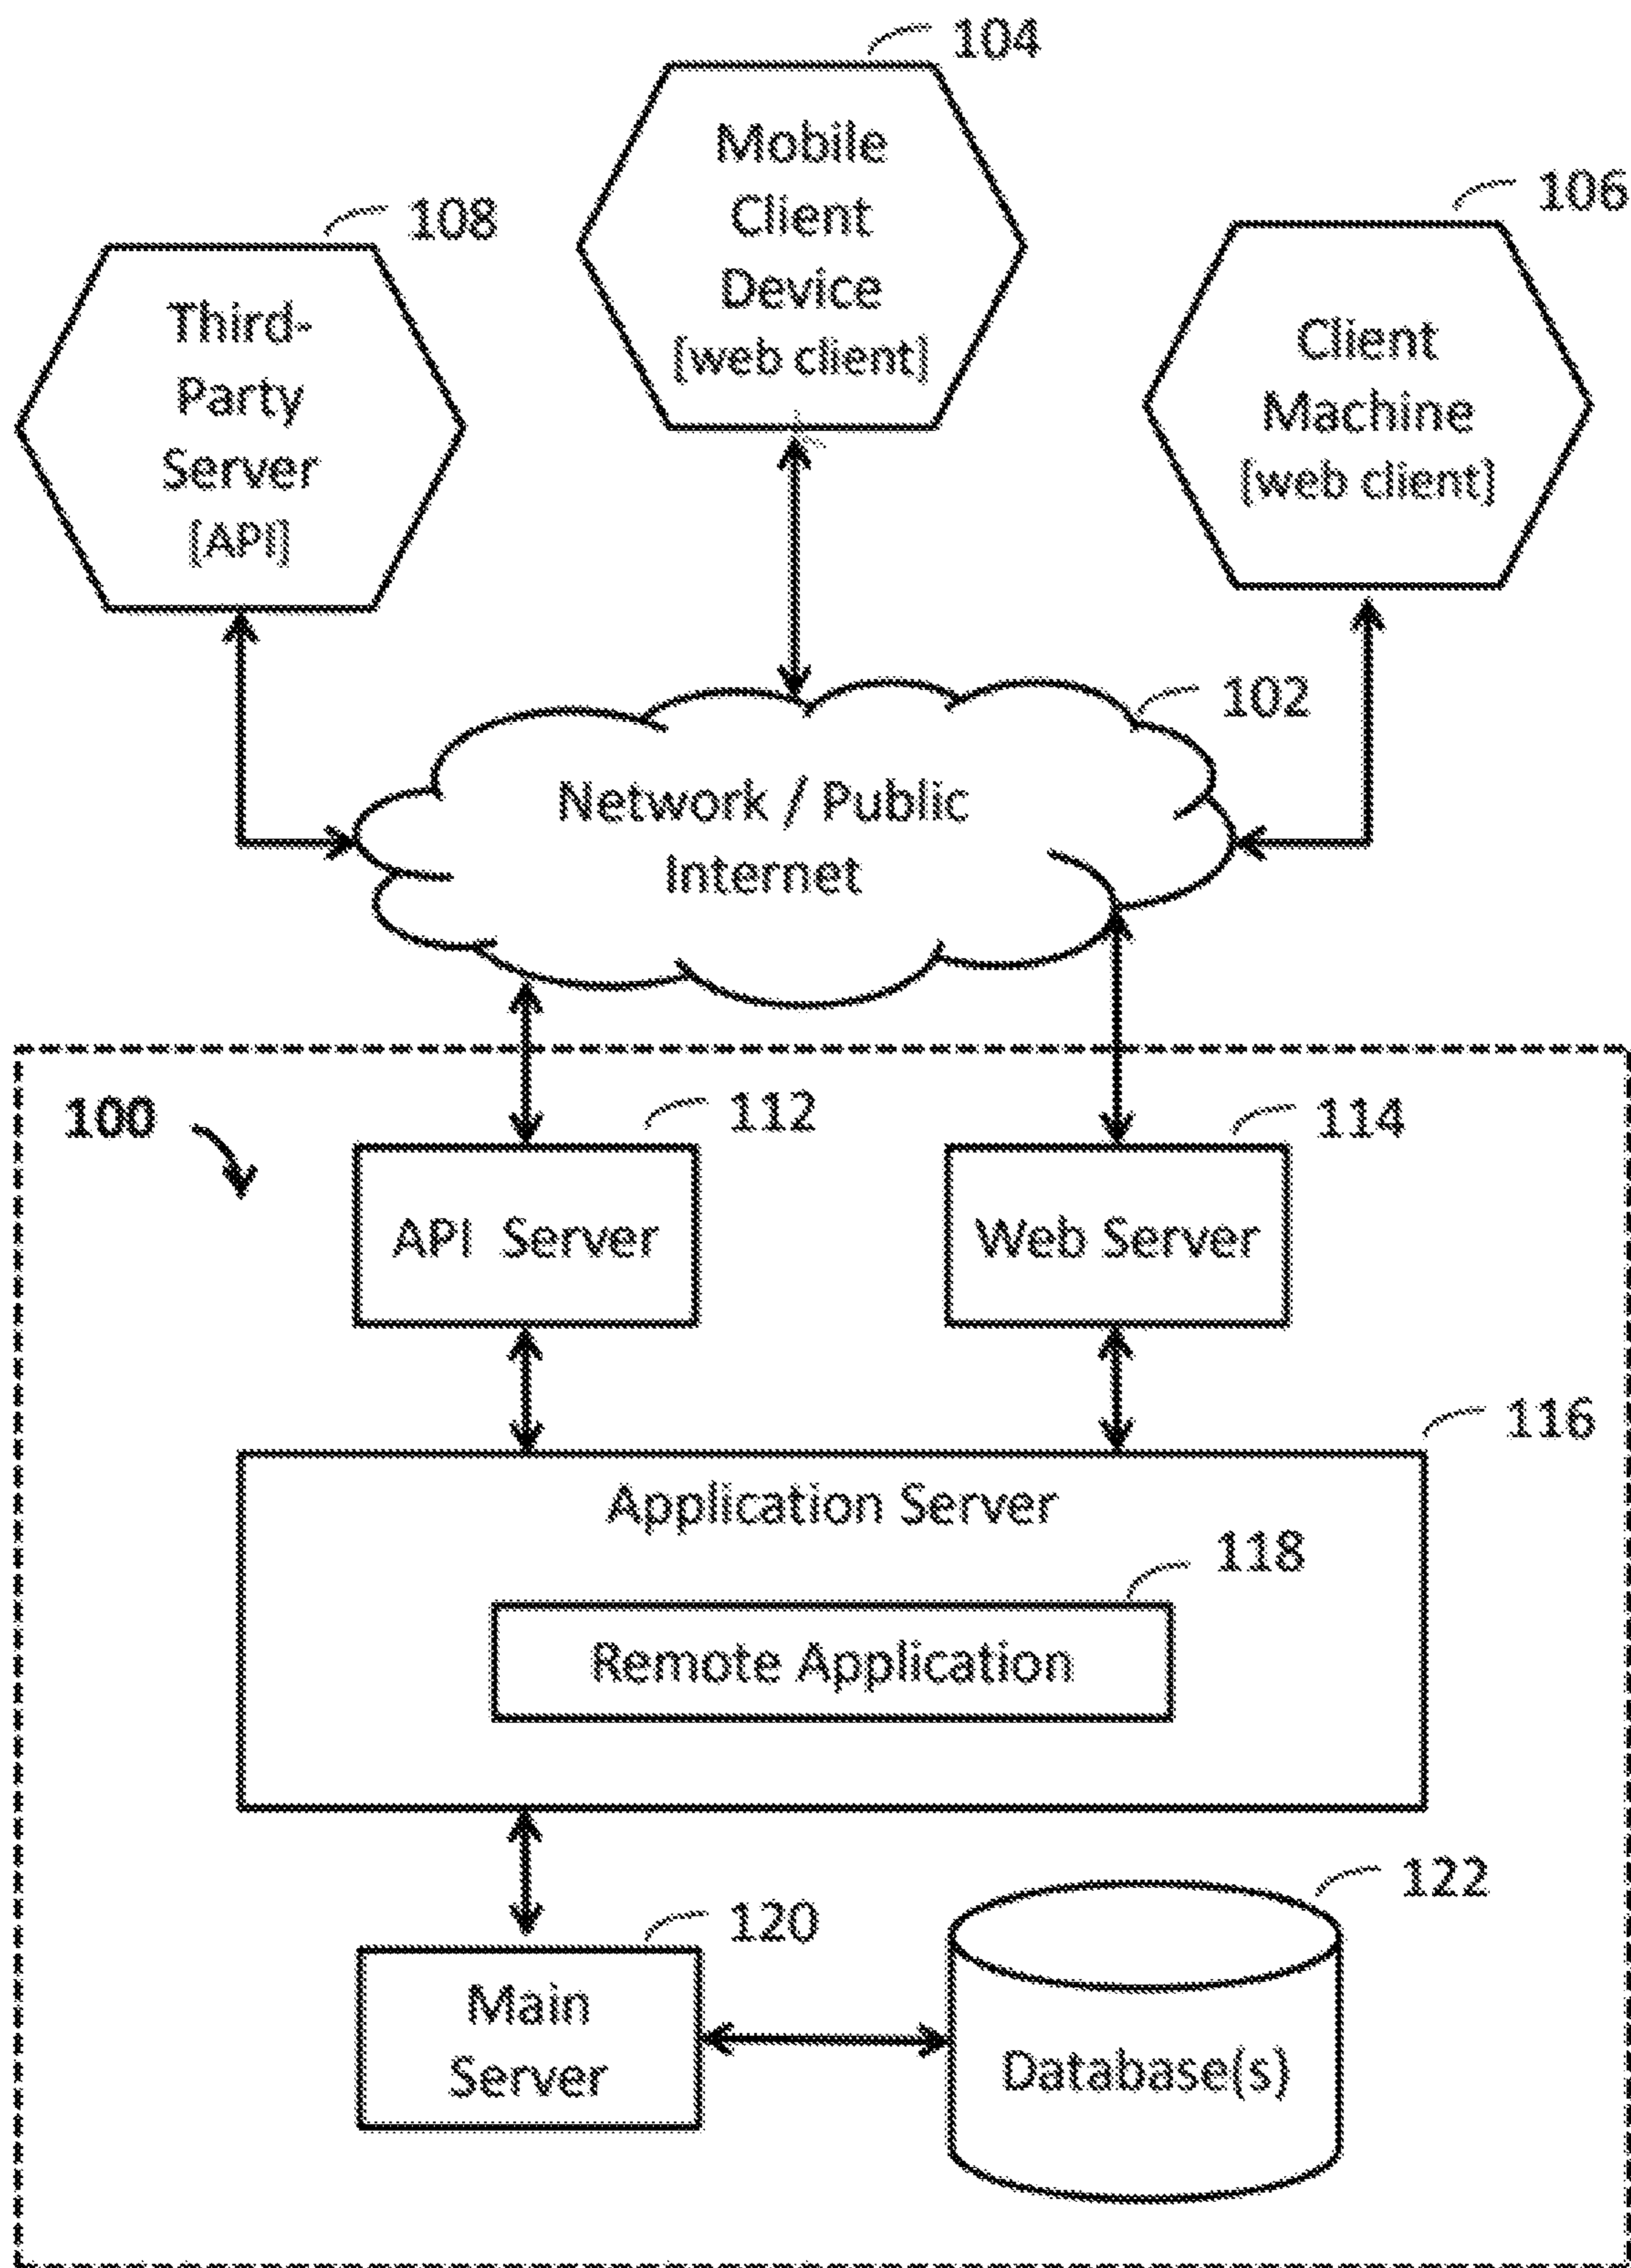 104
Mobile
Client
Device
[web client]
108
Third-
Party
Server
[API]
106
Client
Machine
[web client]
102
Network / Public
Internet
100
112
API Server
114
Web Server
116
Application Server
118
Remote Application
120
Main
Server
122
Database(s)